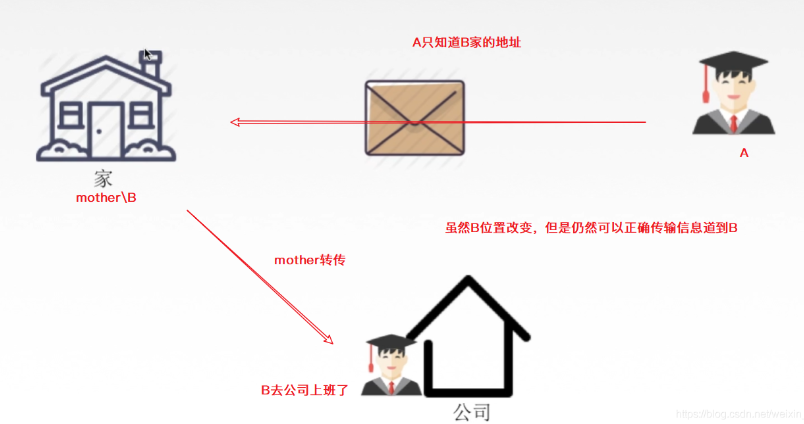 A只知道B家的地址
A
家
mother\B
虽然B位置改变，但是仍然可以正确传输信息道到B
mother转传
B去公司上班了
公司
https://blog.csdn.net/weixin_